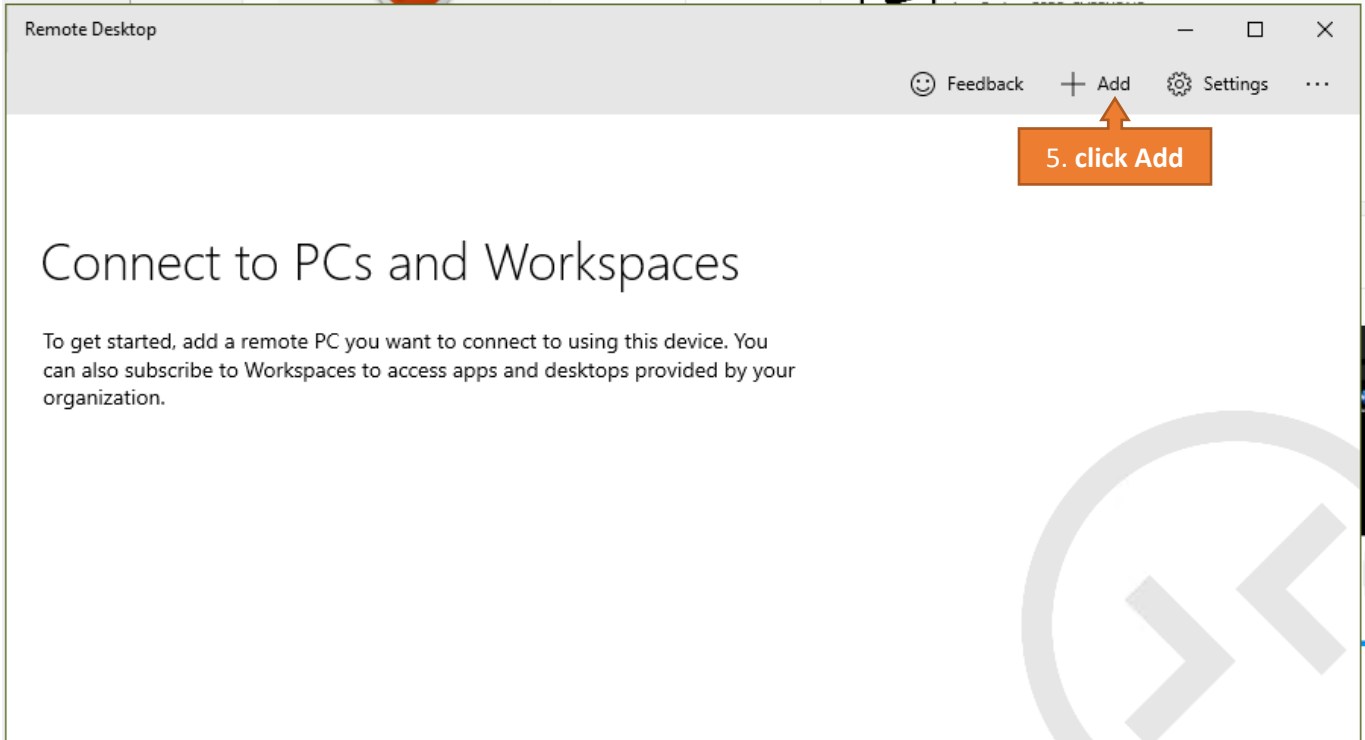 Remote Desktop
Feedback
Add
Settings
5. click Add
Connect to PCs and Workspaces
To get started, add a remote PC you want to connect to using this device. You
can also subscribe to Workspaces to access apps and desktops provided by your
organization.